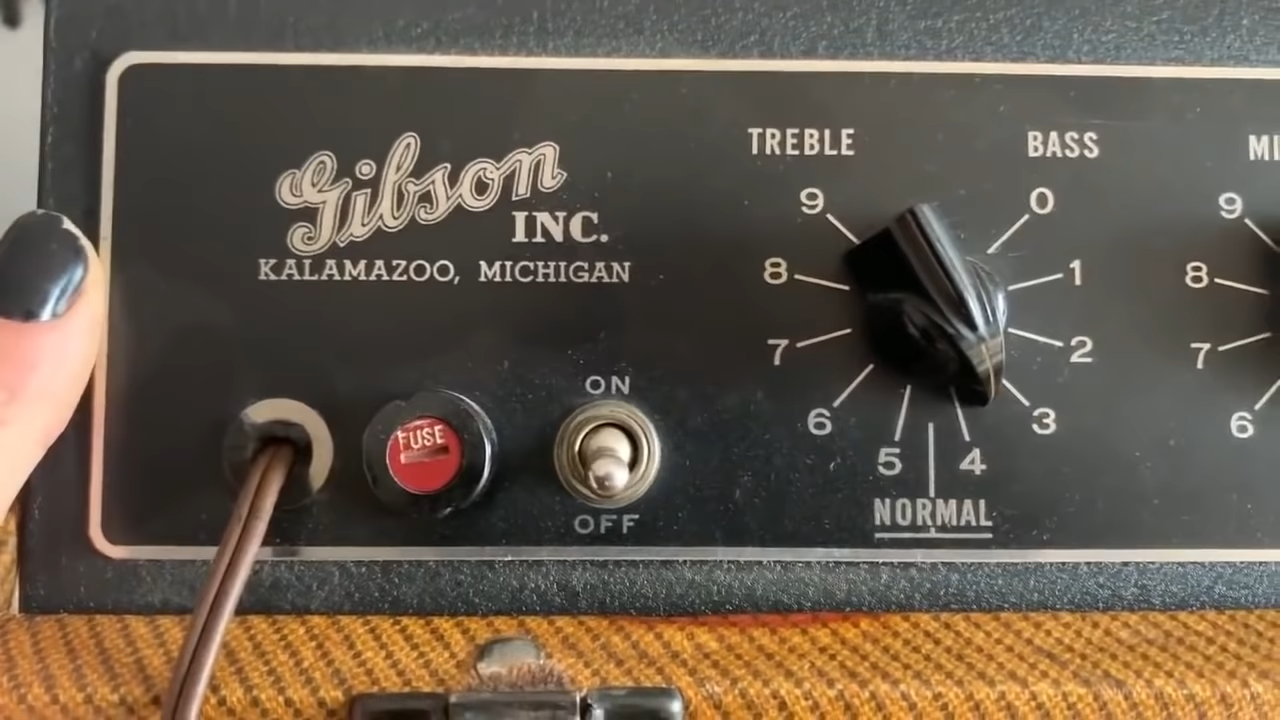 Gibson
INC.
KALAMAZOO, MICHIGAN
TREBLE BASS
9 0
8 1
7 2
6 3
5 4
NORMAL
9
8
7
6
FUSE
ON
OFF